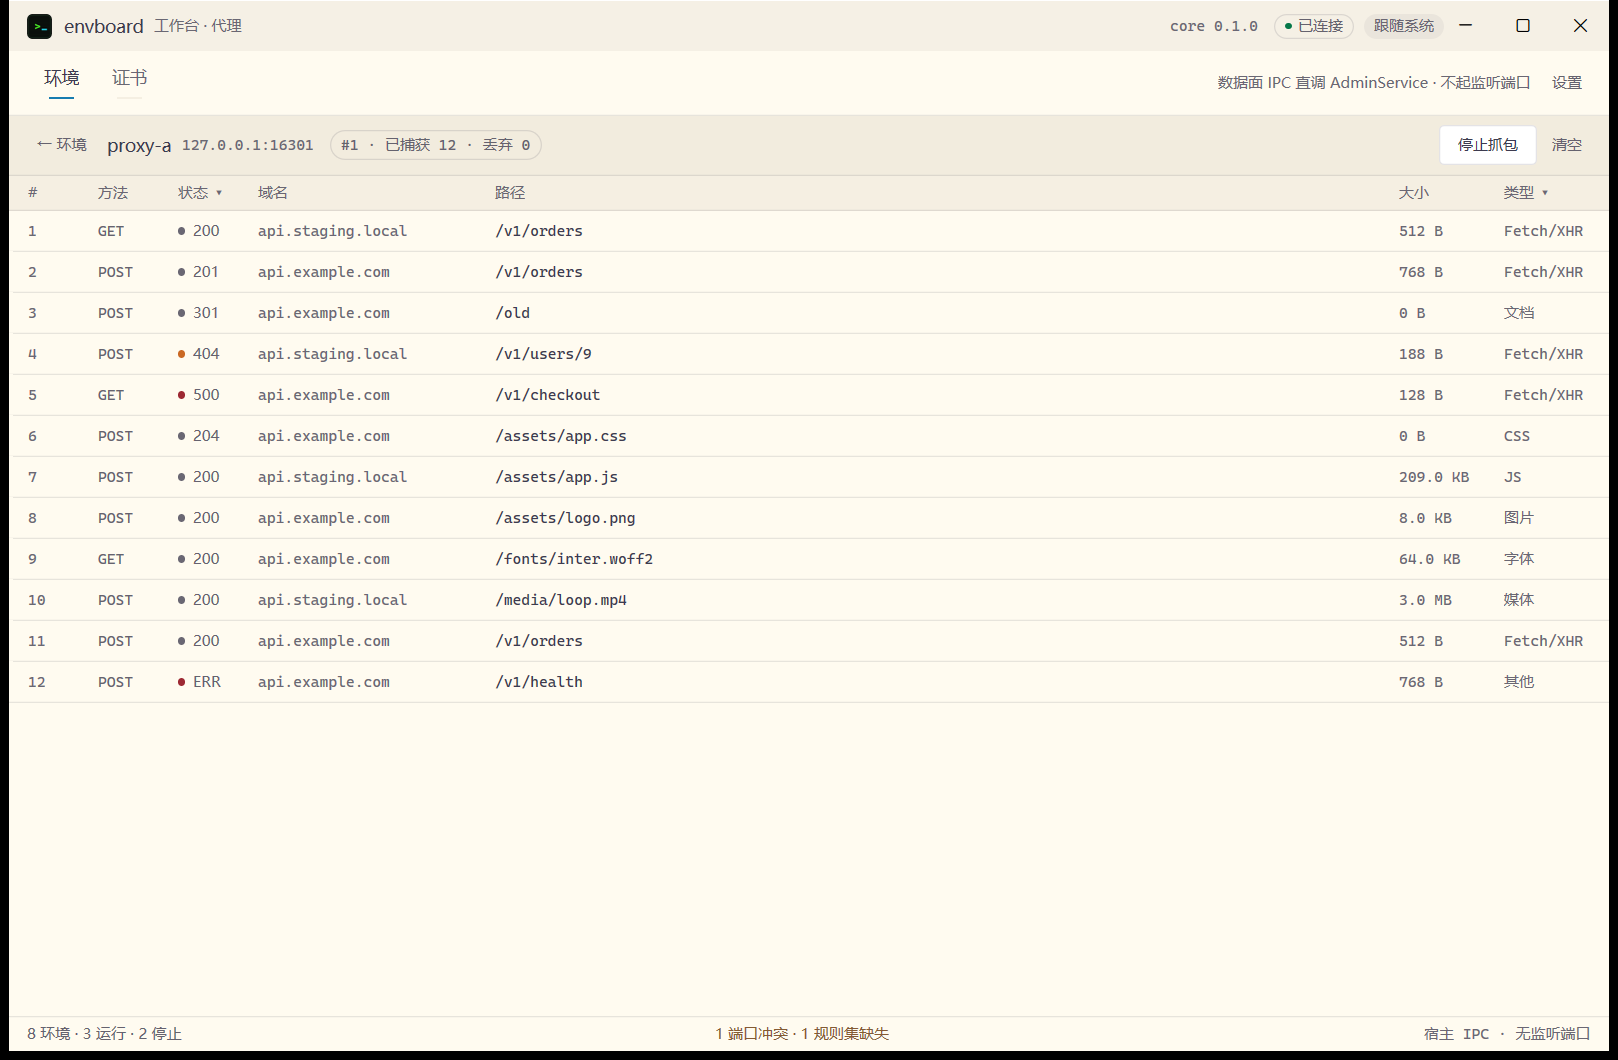 >_ envboard 工作台 · 代理 core 0.1.0 已连接 跟随系统
环境 证书 数据面 IPC 直调 AdminService · 不起监听端口 设置
← 环境 proxy-a 127.0.0.1:16301 #1 · 已捕获 12 · 丢弃 0 停止抓包 清空
# 方法 状态 ▾ 域名 路径 大小 类型 ▾
1 GET 200 api.staging.local /v1/orders 512 B Fetch/XHR
2 POST 201 api.example.com /v1/orders 768 B Fetch/XHR
3 POST 301 api.example.com /old 0 B 文档
4 POST 404 api.staging.local /v1/users/9 188 B Fetch/XHR
5 GET 500 api.example.com /v1/checkout 128 B Fetch/XHR
6 POST 204 api.example.com /assets/app.css 0 B CSS
7 POST 200 api.staging.local /assets/app.js 209.0 KB JS
8 POST 200 api.example.com /assets/logo.png 8.0 KB 图片
9 GET 200 api.example.com /fonts/inter.woff2 64.0 KB 字体
10 POST 200 api.staging.local /media/loop.mp4 3.0 MB 媒体
11 POST 200 api.example.com /v1/orders 512 B Fetch/XHR
12 POST ERR api.example.com /v1/health 768 B 其他
8 环境 · 3 运行 · 2 停止 1 端口冲突 · 1 规则集缺失 宿主 IPC · 无监听端口